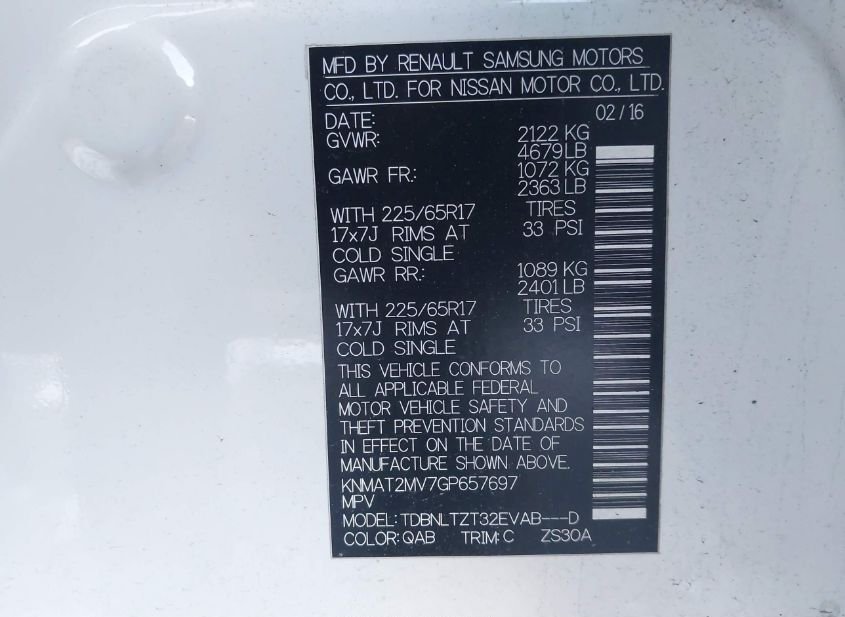 MFD BY RENAULT SAMSUNG MOTORS
CO., LTD. FOR NISSAN MOTOR CO., LTD.
DATE: 02/16
GVWR: 2122 KG
4679 LB
GAWR FR.: 1072 KG
2363 LB
WITH 225/65R17 TIRES
17x7J RIMS AT 33 PSI
COLD SINGLE
GAWR RR.: 1089 KG
2401 LB
WITH 225/65R17 TIRES
17x7J RIMS AT 33 PSI
COLD SINGLE
THIS VEHICLE CONFORMS TO
ALL APPLICABLE FEDERAL
MOTOR VEHICLE SAFETY AND
THEFT PREVENTION STANDARDS
IN EFFECT ON THE DATE OF
MANUFACTURE SHOWN ABOVE.
KNMAT2MV7GP657697
MPV
MODEL: TDBNLTZT32EVAB---D
COLOR: QAB TRIM: C ZS30A